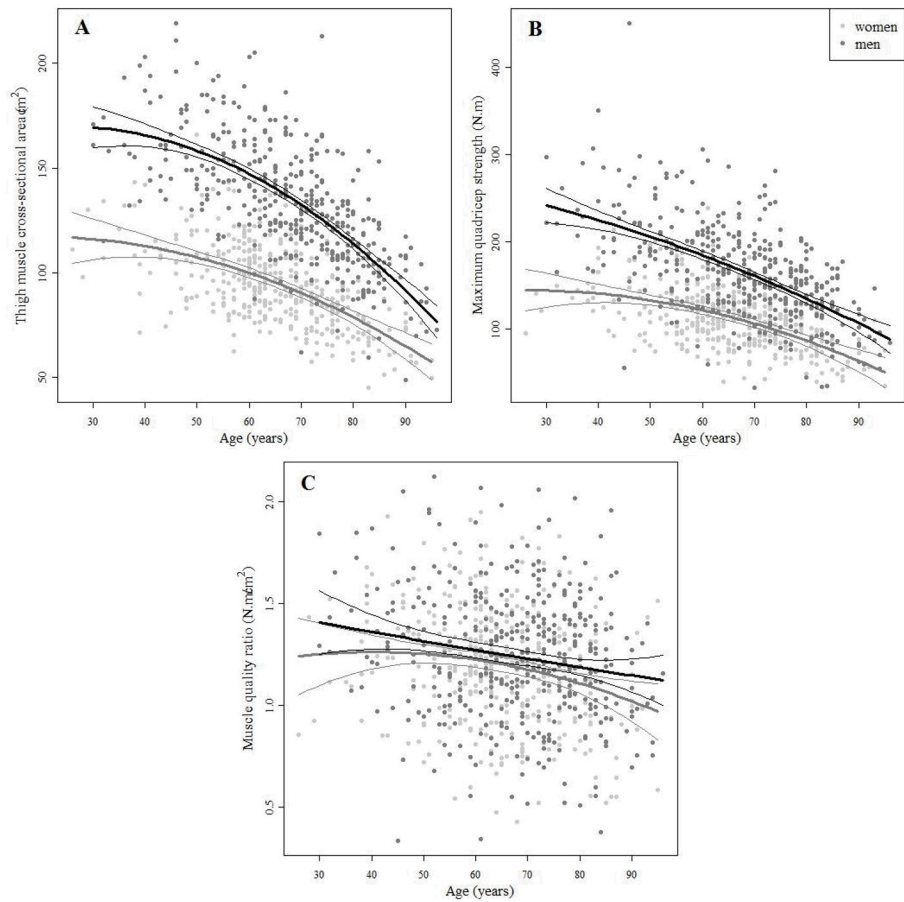 A
Thigh muscle cross-sectional area (m²)
200
150
100
50
30 40 50 60 70 80 90
Age (years)
B
women
men
Maximum quadricep strength (N.m)
400
300
200
100
30 40 50 60 70 80 90
Age (years)
C
Muscle quality ratio (N.m/cm²)
2.0
1.5
1.0
0.5
30 40 50 60 70 80 90
Age (years)